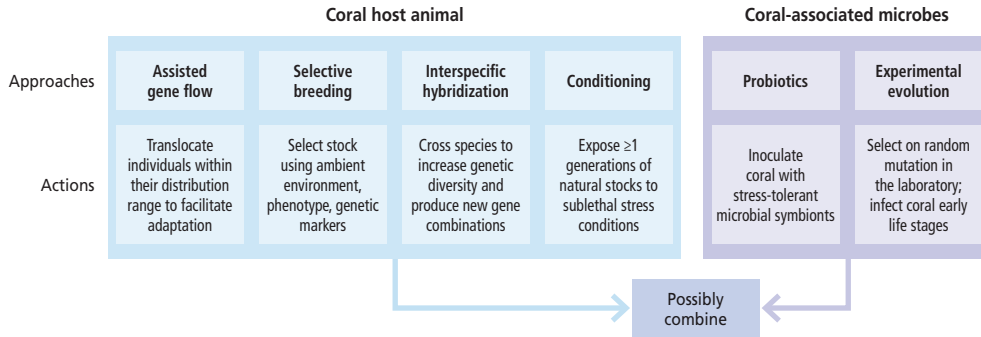 Coral host animal
Coral-associated microbes
Approaches
Assisted
gene flow
Selective
breeding
Interspecific
hybridization
Conditioning
Probiotics
Experimental
evolution
Actions
Translocate
individuals within
their distribution
range to facilitate
adaptation
Select stock
using ambient
environment,
phenotype, genetic
markers
Cross species to
increase genetic
diversity and
produce new gene
combinations
Expose ≥1
generations of
natural stocks to
sublethal stress
conditions
Inoculate
coral with
stress-tolerant
microbial symbionts
Select on random
mutation in
the laboratory;
infect coral early
life stages
Possibly
combine